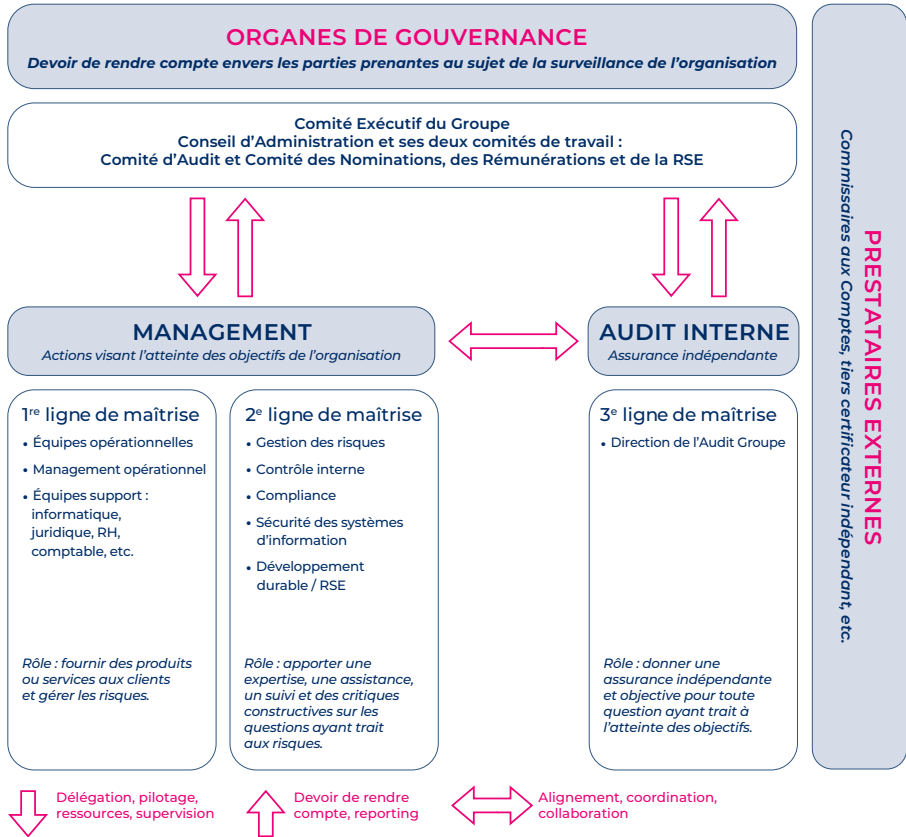 ORGANES DE GOUVERNANCE
Devoir de rendre compte envers les parties prenantes au sujet de la surveillance de l’organisation
Comité Exécutif du Groupe
Conseil d’Administration et ses deux comités de travail :
Comité d’Audit et Comité des Nominations, des Rémunérations et de la RSE
MANAGEMENT
Actions visant l’atteinte des objectifs de l’organisation
AUDIT INTERNE
Assurance indépendante
1re ligne de maîtrise
• Équipes opérationnelles
• Management opérationnel
• Équipes support :
informatique,
juridique, RH,
comptable, etc.
Rôle : fournir des produits
ou services aux clients
et gérer les risques.
2e ligne de maîtrise
• Gestion des risques
• Contrôle interne
• Compliance
• Sécurité des systèmes
d’information
• Développement
durable / RSE
Rôle : apporter une
expertise, une assistance,
un suivi et des critiques
constructives sur les
questions ayant trait
aux risques.
3e ligne de maîtrise
• Direction de l’Audit Groupe
Rôle : donner une
assurance indépendante
et objective pour toute
question ayant trait à
l’atteinte des objectifs.
PRESTATAIRES EXTERNES
Commissaires aux Comptes, tiers certificateur indépendant, etc.
Délégation, pilotage,
ressources, supervision
Devoir de rendre
compte, reporting
Alignement, coordination,
collaboration